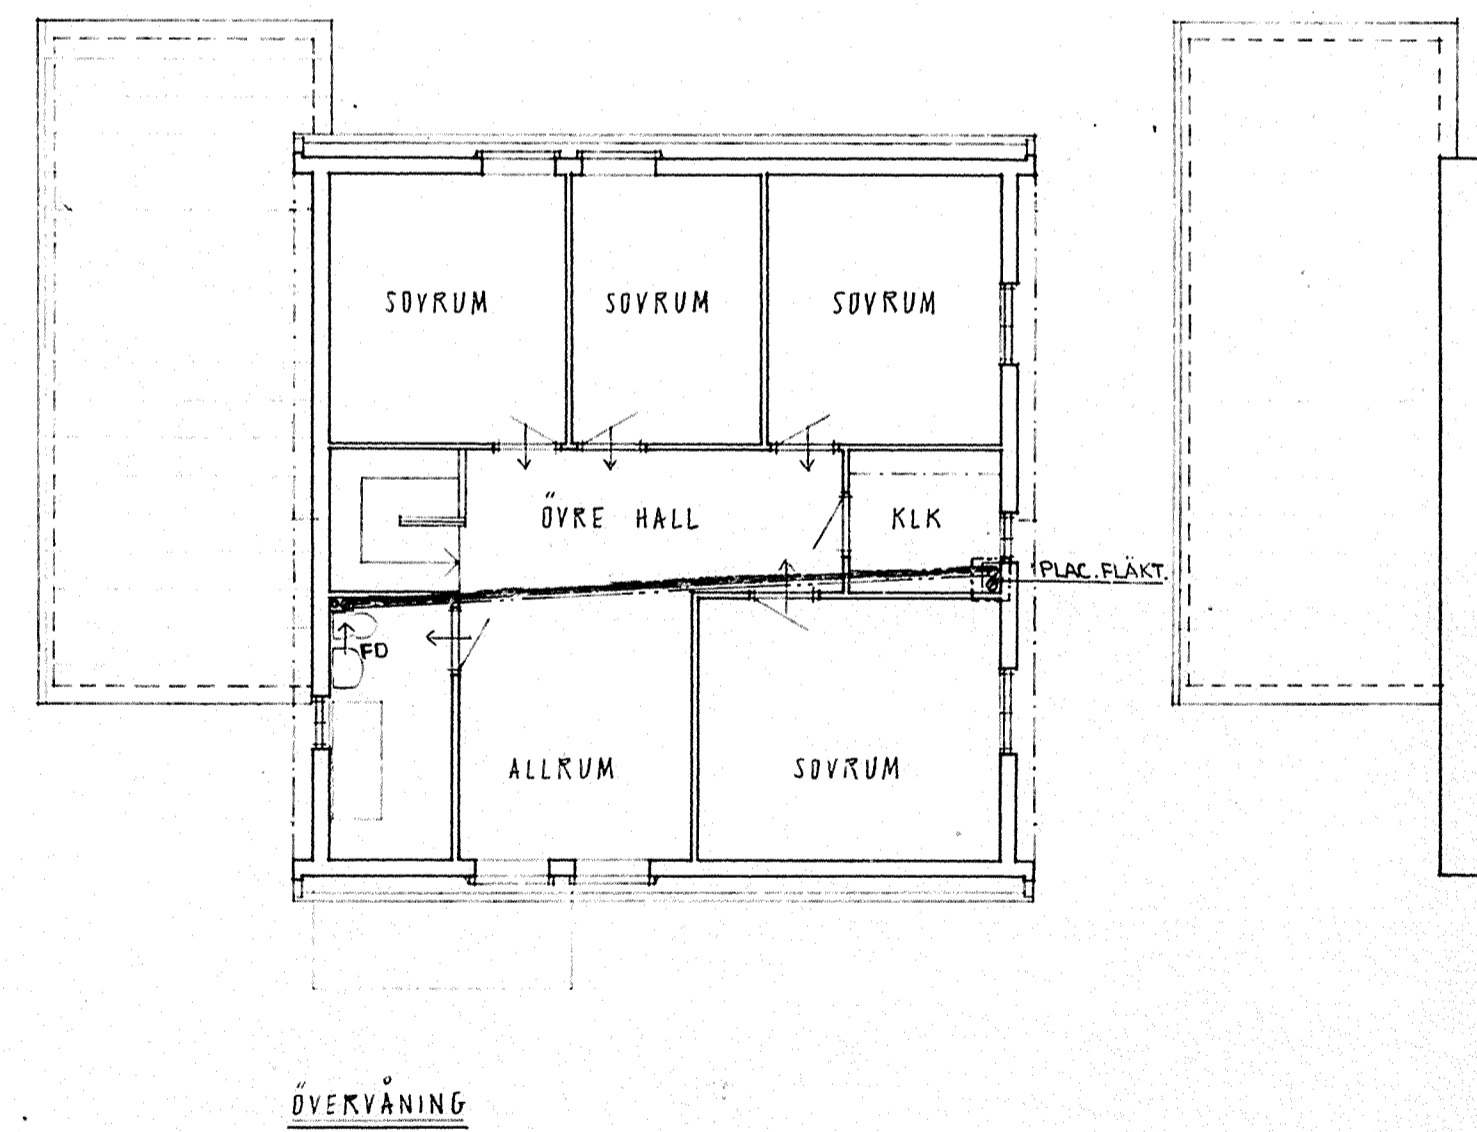 SOVRUM
SOVRUM
SOVRUM
ÖVRE HALL
KLK
PLAC. FLÄKT.
FD
ALLRUM
SOVRUM
ÖVERVÅNING